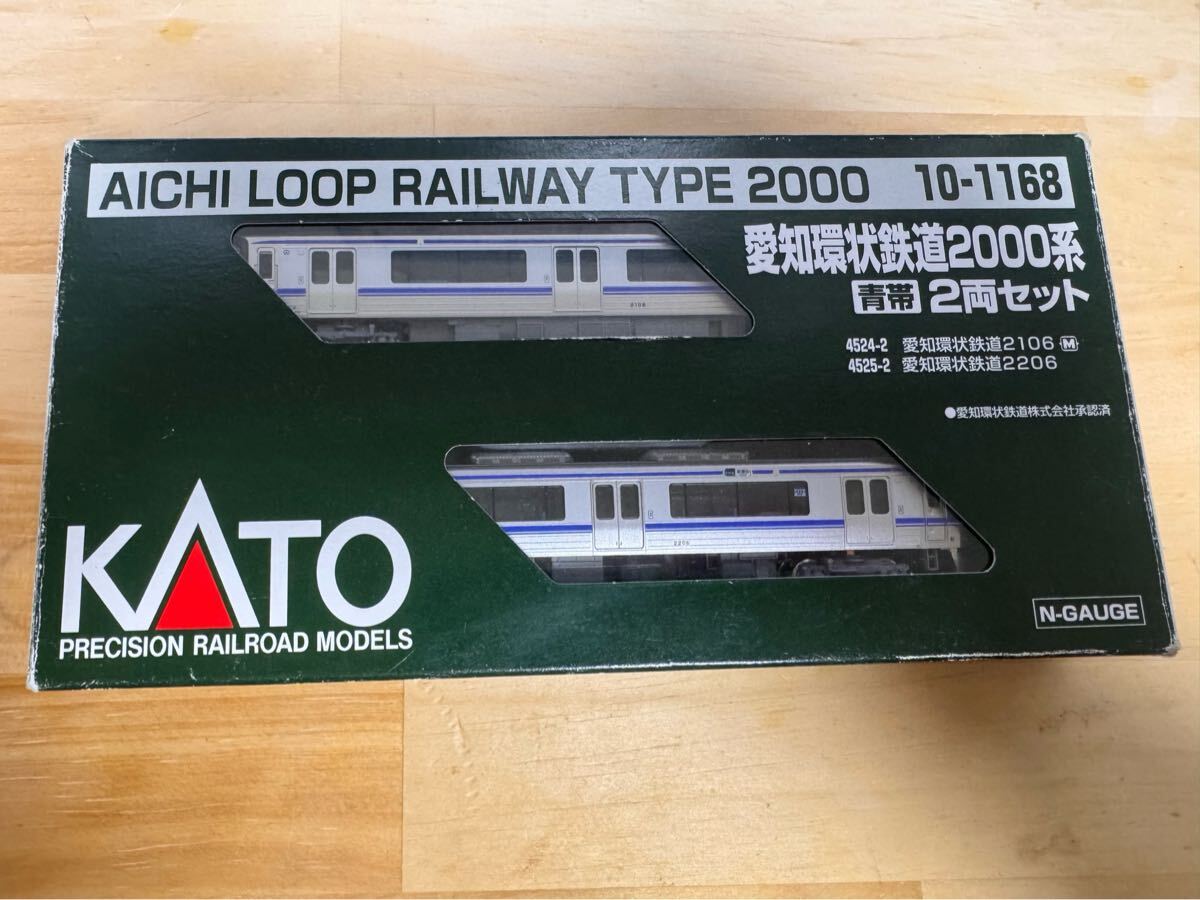 AICHI LOOP RAILWAY TYPE 2000 10-1168
愛知環状鉄道2000系
青帯 2両セット
4524-2 愛知環状鉄道2106 M
4525-2 愛知環状鉄道2206
●愛知環状鉄道株式会社承認済
2106
2206
KATO
PRECISION RAILROAD MODELS
N-GAUGE